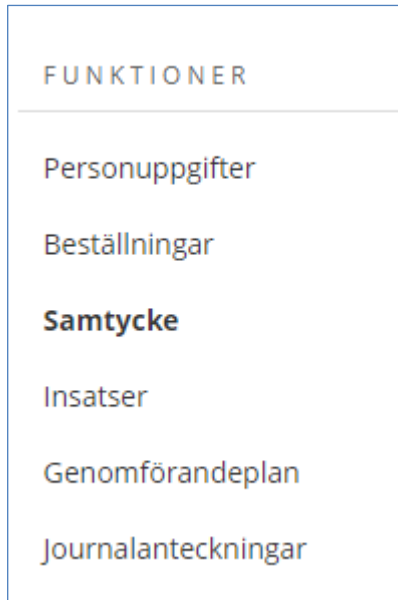 FUNKTIONER
Personuppgifter
Beställningar
Samtycke
Insatser
Genomförandeplan
Journalanteckningar